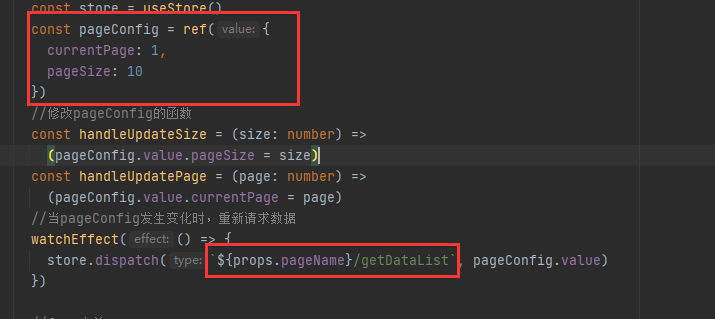 const store = useStore()
const pageConfig = ref( value: {
currentPage: 1,
pageSize: 10
})
//修改pageConfig的函数
const handleUpdateSize = (size: number) =>
(pageConfig.value.pageSize = size)
const handleUpdatePage = (page: number) =>
(pageConfig.value.currentPage = page)
//当pageConfig发生变化时，重新请求数据
watchEffect( effect: () => {
store.dispatch( type: `${props.pageName}/getDataList`, pageConfig.value)
})